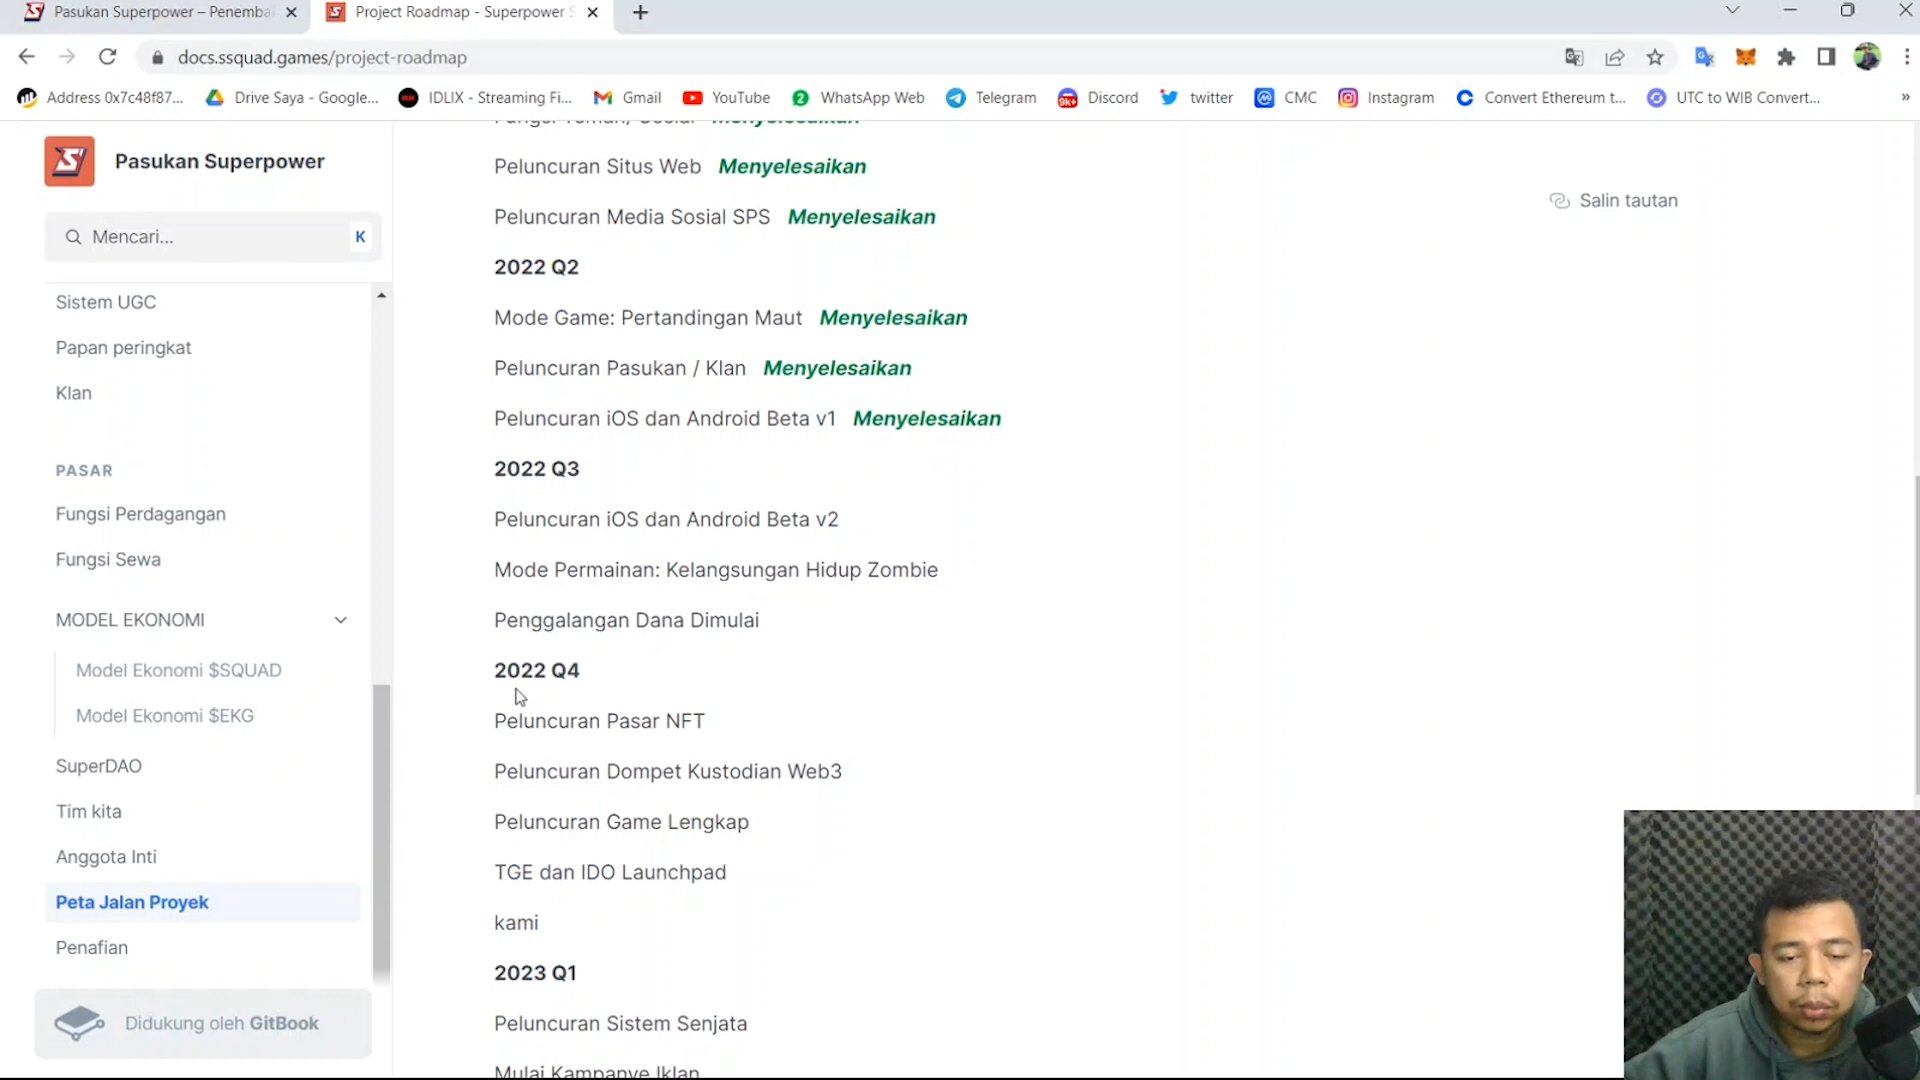 Pasukan Superpower – Penemba
Project Roadmap - Superpower S
docs.ssquad.games/project-roadmap
Address 0x7c48f87...
Drive Saya - Google...
IDLIX - Streaming Fi...
Gmail
YouTube
WhatsApp Web
Telegram
Discord
twitter
CMC
Instagram
Convert Ethereum t...
UTC to WIB Convert...
Pasukan Superpower
Mencari...
K
Sistem UGC
Papan peringkat
Klan
PASAR
Fungsi Perdagangan
Fungsi Sewa
MODEL EKONOMI
Model Ekonomi $SQUAD
Model Ekonomi $EKG
SuperDAO
Tim kita
Anggota Inti
Peta Jalan Proyek
Penafian
Didukung oleh GitBook
Menyelesaikan
Peluncuran Situs Web Menyelesaikan
Peluncuran Media Sosial SPS Menyelesaikan
2022 Q2
Mode Game: Pertandingan Maut Menyelesaikan
Peluncuran Pasukan / Klan Menyelesaikan
Peluncuran iOS dan Android Beta v1 Menyelesaikan
2022 Q3
Peluncuran iOS dan Android Beta v2
Mode Permainan: Kelangsungan Hidup Zombie
Penggalangan Dana Dimulai
2022 Q4
Peluncuran Pasar NFT
Peluncuran Dompet Kustodian Web3
Peluncuran Game Lengkap
TGE dan IDO Launchpad
kami
2023 Q1
Peluncuran Sistem Senjata
Mulai Kampanye Iklan
Salin tautan